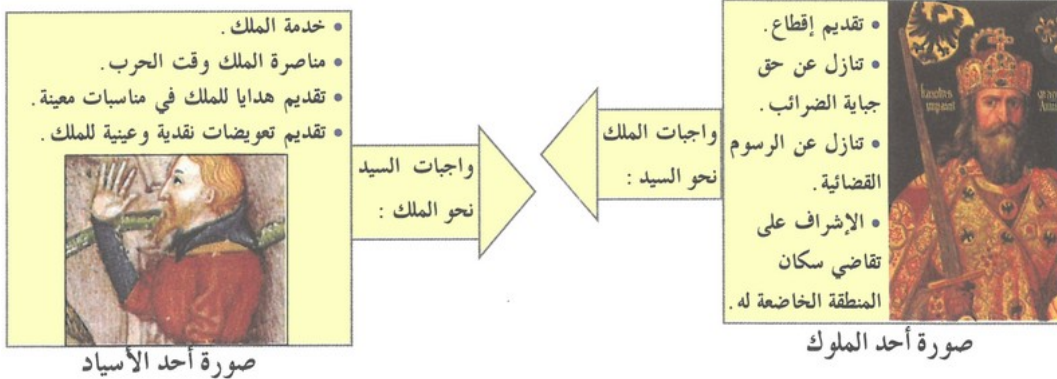 • تقديم إقطاع.
• تنازل عن حق
جباية الضرائب.
• تنازل عن الرسوم
القضائية.
• الإشراف على
تقاضي سكان
المنطقة الخاضعة له.
صورة أحد الملوك
واجبات الملك
نحو السيد :
واجبات السيد
نحو الملك :
• خدمة الملك.
• مناصرة الملك وقت الحرب.
• تقديم هدايا للملك في مناسبات معينة.
• تقديم تعويضات نقدية وعينية للملك.
صورة أحد الأسياد